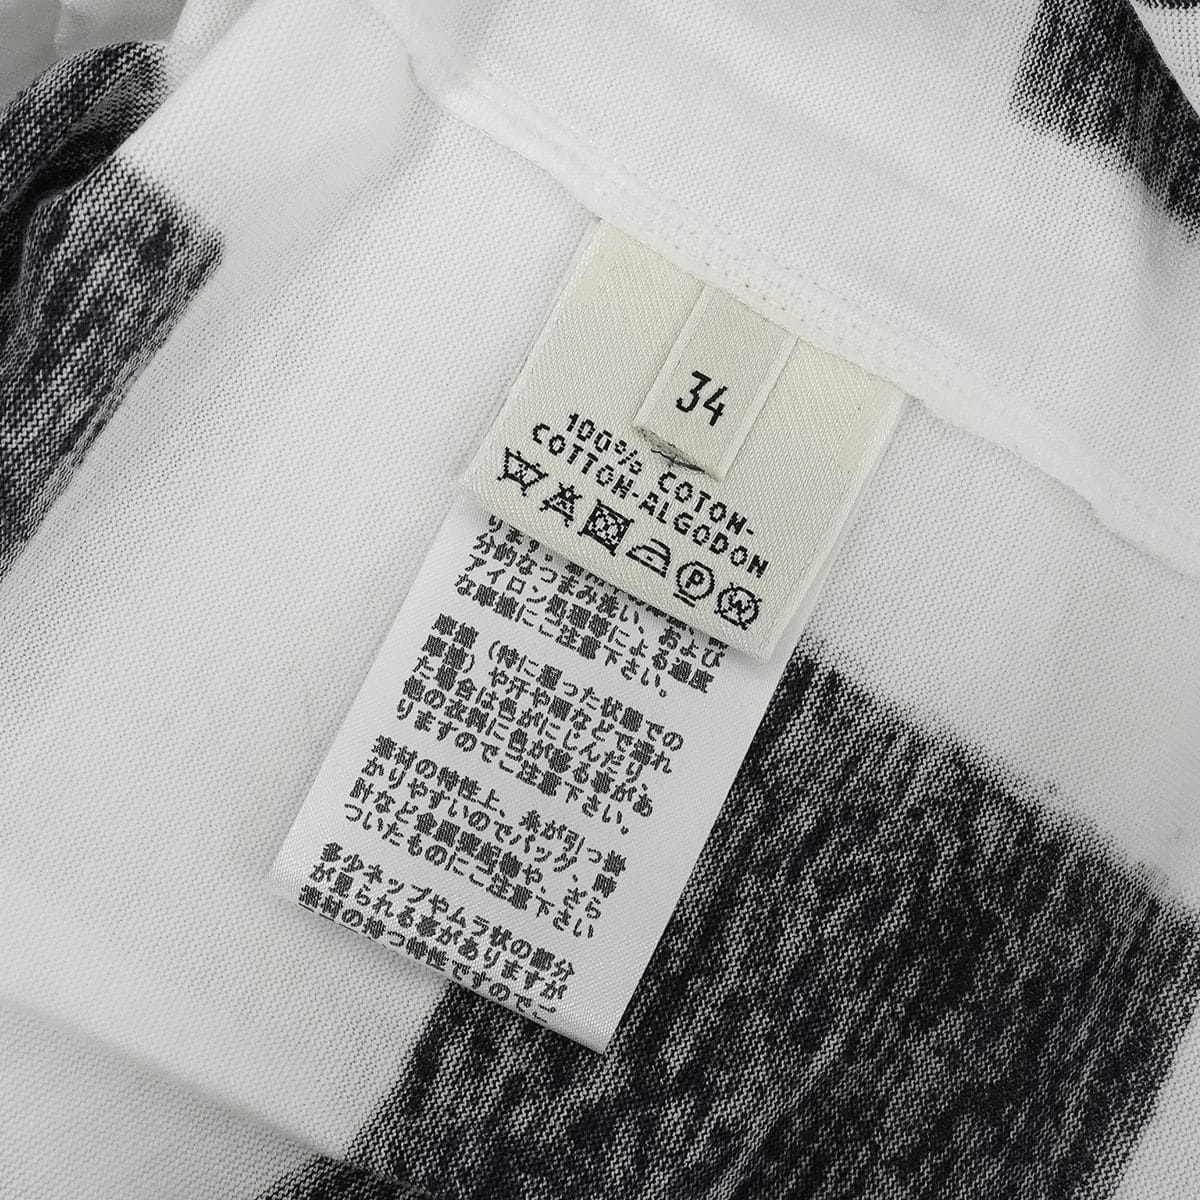 34
100% COTON-
COTTON-ALGODON
P
W
ります。
分的なつまみ洗い、および
アイロン処理等による過度
な摩擦にご注意下さい。
摩擦（特に湿った状態での
摩擦）や汗や雨などで濡れ
た場合は色がにじんだり、
他の衣側に色が移る事があ
りますのでご注意下さい。
素材の特性上、糸が引っ掛
かりやすいのでバッグ、時
計など金属装飾物や、ざら
ついたものにご注意下さい
多少ネップやムラ状の部分
が見られる事がありますが
素材の持つ特性ですのでご